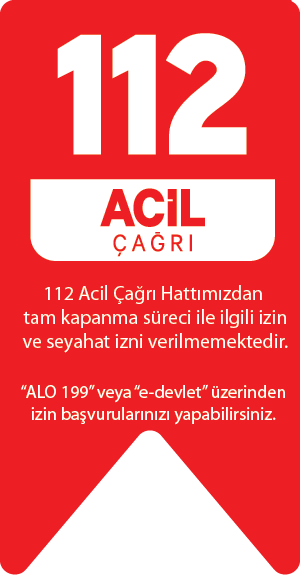 112
ACİL
ÇAĞRI
112 Acil Çağrı Hattımızdan
tam kapanma süreci ile ilgili izin
ve seyahat izni verilmemektedir.
“ALO 199” veya “e-devlet” üzerinden
izin başvurularınızı yapabilirsiniz.